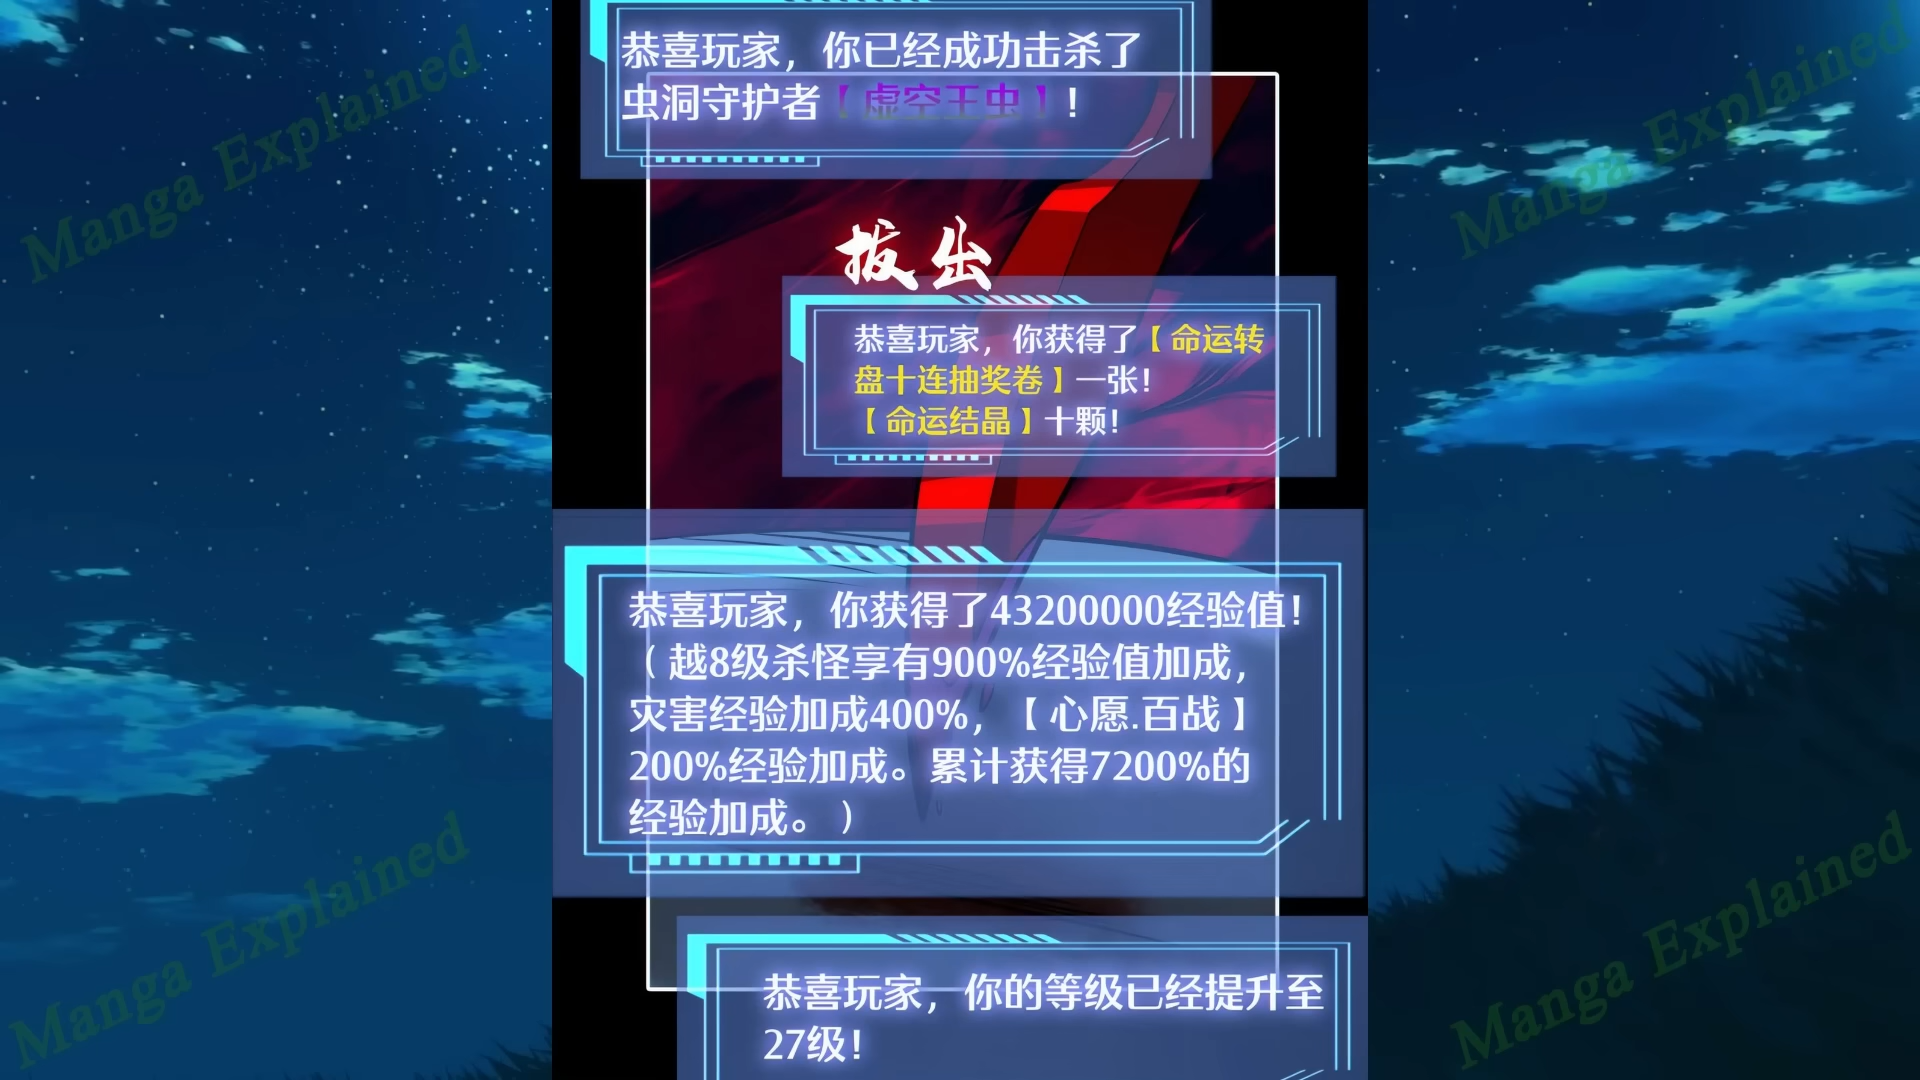 恭喜玩家，你已经成功击杀了
虫洞守护者【虚空王虫】！
拔出
恭喜玩家，你获得了【命运转
盘十连抽奖卷】一张！
【命运结晶】十颗！
恭喜玩家，你获得了43200000经验值！
（越8级杀怪享有900%经验值加成，
灾害经验加成400%，【心愿.百战】
200%经验加成。累计获得7200%的
经验加成。）
恭喜玩家，你的等级已经提升至
27级！
Manga Explained
Manga Explained
Manga Explained
Manga Explained